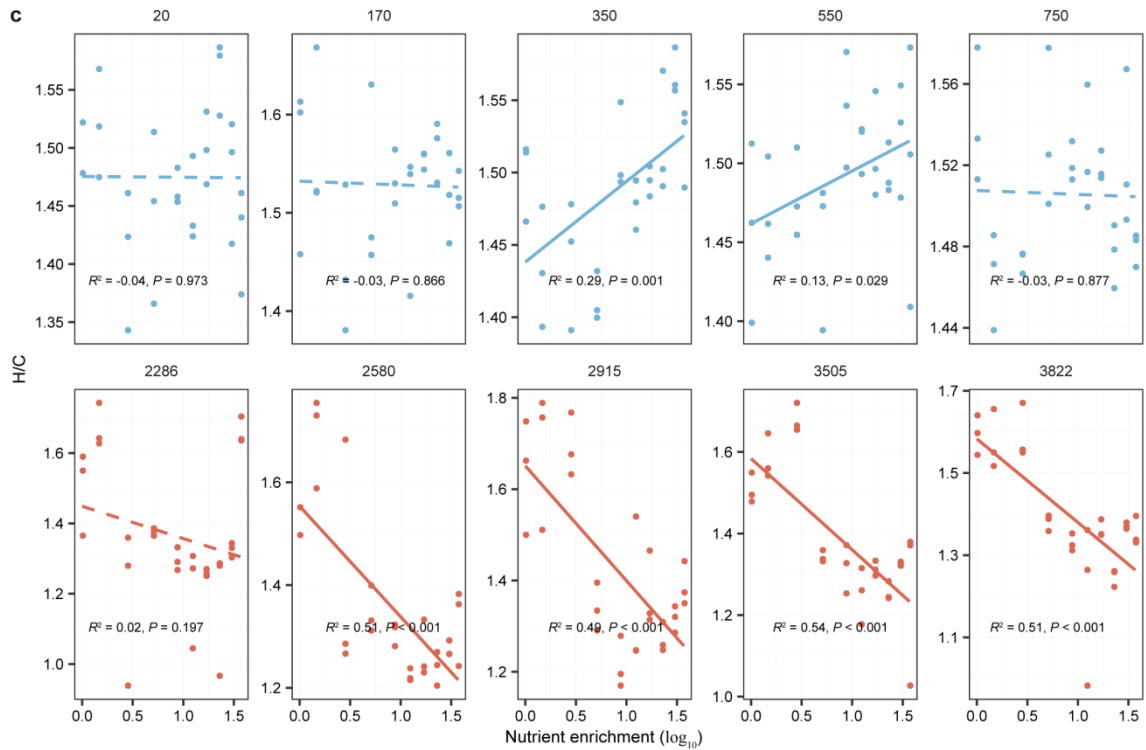 c
20 170 350 550 750
1.55
1.50
1.45
1.40
1.35
R² = -0.04, P = 0.973
1.6
1.5
1.4
R² = -0.03, P = 0.866
1.55
1.50
1.45
1.40
R² = 0.29, P = 0.001
1.55
1.50
1.45
1.40
R² = 0.13, P = 0.029
1.56
1.52
1.48
1.44
R² = -0.03, P = 0.877
H/C
2286 2580 2915 3505 3822
1.6
1.4
1.2
1.0
R² = 0.02, P = 0.197
1.6
1.4
1.2
R² = 0.51, P < 0.001
1.8
1.6
1.4
1.2
R² = 0.49, P < 0.001
1.6
1.4
1.2
1.0
R² = 0.54, P < 0.001
1.7
1.5
1.3
1.1
R² = 0.51, P < 0.001
0.0 0.5 1.0 1.5 0.0 0.5 1.0 1.5 0.0 0.5 1.0 1.5 0.0 0.5 1.0 1.5 0.0 0.5 1.0 1.5
Nutrient enrichment (log₁₀)